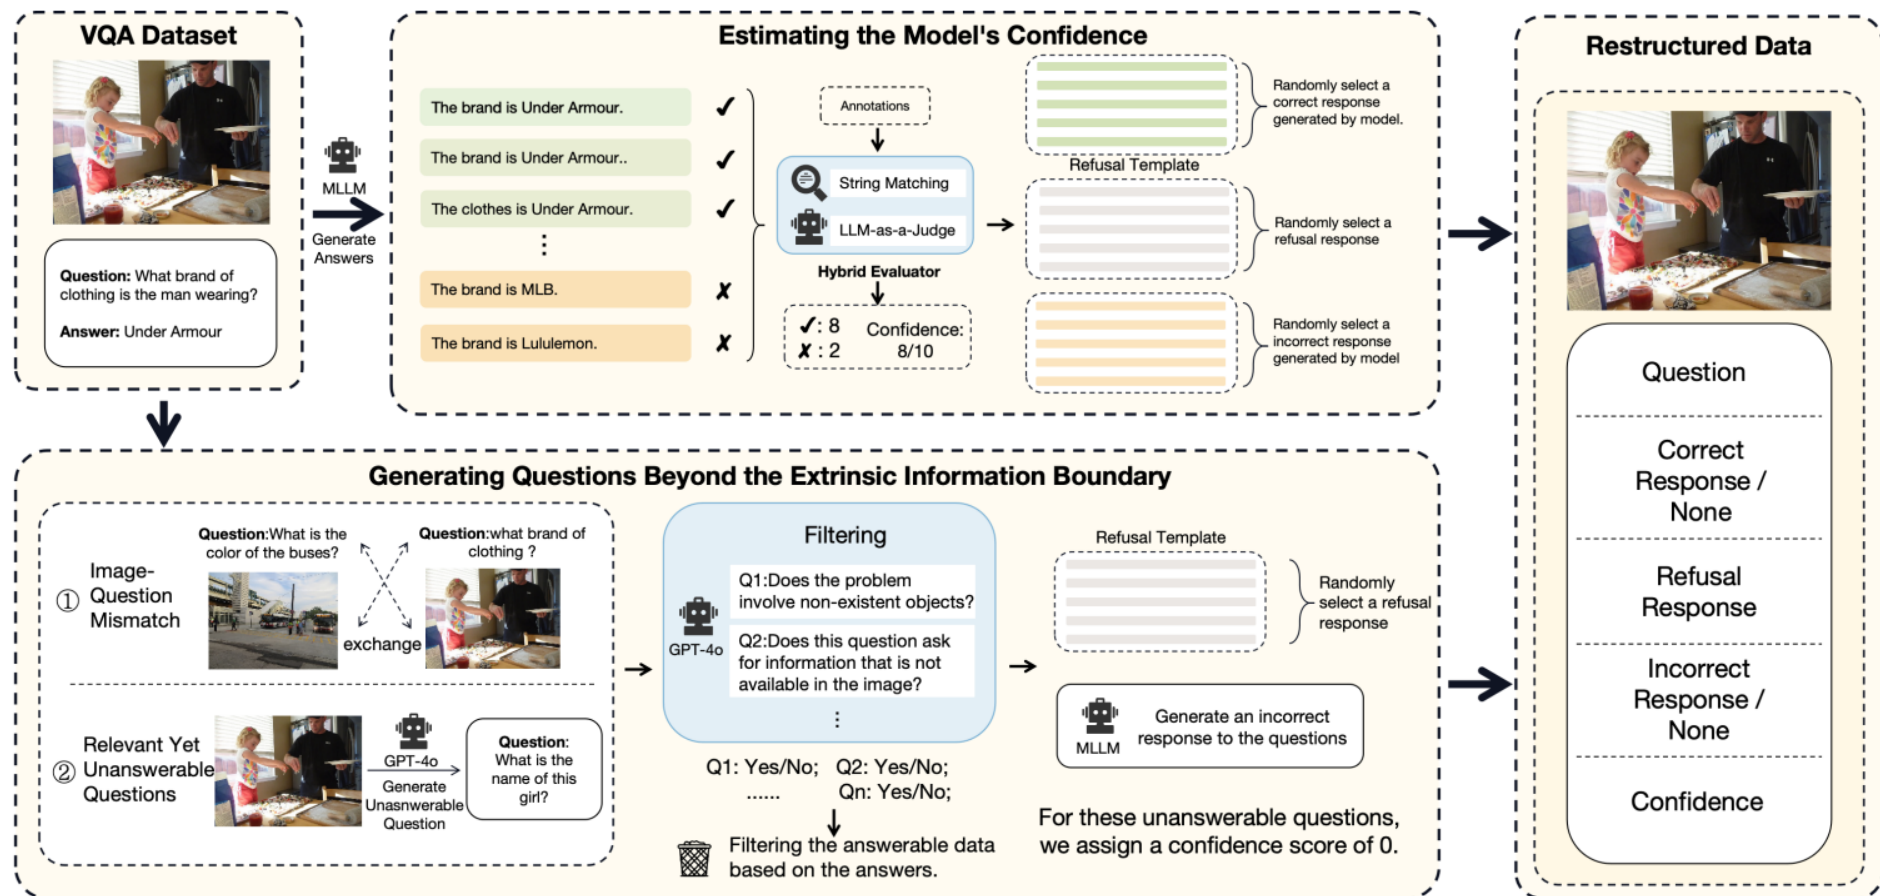 VQA Dataset
Question: What brand of
clothing is the man wearing?
Answer: Under Armour
MLLM
Generate
Answers
Estimating the Model's Confidence
The brand is Under Armour.
✔
The brand is Under Armour..
✔
The clothes is Under Armour.
✔
⋮
The brand is MLB.
✘
The brand is Lululemon.
✘
Annotations
String Matching
LLM-as-a-Judge
Hybrid Evaluator
✔: 8
✘ : 2
Confidence:
8/10
Randomly select a
correct response
generated by model.
Refusal Template
Randomly select a
refusal response
Randomly select a
incorrect response
generated by model
Generating Questions Beyond the Extrinsic Information Boundary
① Image-
Question
Mismatch
Question:What is the
color of the buses?
Question:what brand of
clothing ?
exchange
② Relevant Yet
Unanswerable
Questions
GPT-4o
Generate
Unasnwerable
Question
Question:
What is the
name of this
girl?
Filtering
GPT-4o
Q1:Does the problem
involve non-existent objects?
Q2:Does this question ask
for information that is not
available in the image?
⋮
Q1: Yes/No; Q2: Yes/No;
...... Qn: Yes/No;
Filtering the answerable data
based on the answers.
Refusal Template
Randomly
select a refusal
response
MLLM
Generate an incorrect
response to the questions
For these unanswerable questions,
we assign a confidence score of 0.
Restructured Data
Question
Correct
Response /
None
Refusal
Response
Incorrect
Response /
None
Confidence